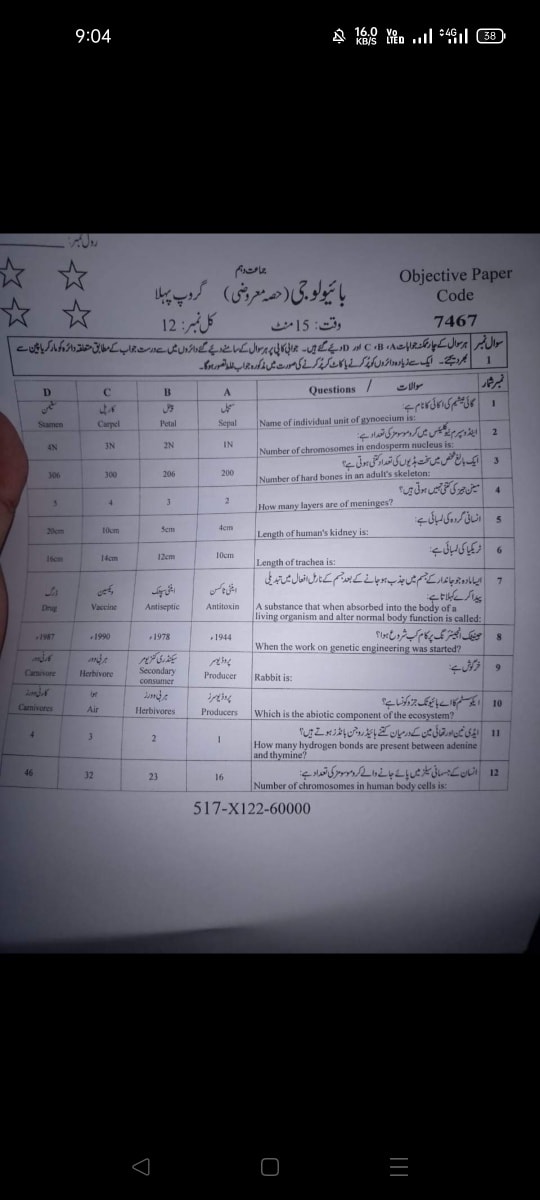 9:04
16.0 KB/S Vo LTED 4G 38
رول نمبر:
جماعت دہم
Objective Paper
بائیولوجی (حصہ معروضی) گروپ پہلا
Code
وقت: 15 منٹ کل نمبر: 12
7467
سوال نمبر 1
ہر سوال کے چار ممکنہ جوابات A ، B ، C اور D دیے گئے ہیں۔ جوابی کاپی پر ہر سوال کے سامنے دیے گئے دائروں میں سے درست جواب کے مطابق متعلقہ دائرہ کو مارکر یا پین سے
بھر دیجئے۔ ایک سے زیادہ دائروں کو پُر کرنے یا کاٹ کر پُر کرنے کی صورت میں مذکورہ جواب غلط تصور ہوگا۔
D C B A Questions / سوالات نمبر شمار
سٹیمن کارپل پیٹل سیپل گائنی شیم کی اکائی کا نام ہے: 1
Stamen Carpel Petal Sepal Name of individual unit of gynoecium is:
اینڈوسپرم نیوکلیئس میں کروموسومز کی تعداد ہے: 2
4N 3N 2N 1N Number of chromosomes in endosperm nucleus is:
ایک بالغ شخص میں سخت ہڈیوں کی تعداد کتنی ہوتی ہے؟ 3
306 300 206 200 Number of hard bones in an adult's skeleton:
مینن جیز کی کتنی تہیں ہوتی ہیں؟ 4
5 4 3 2 How many layers are of meninges?
انسانی گردہ کی لمبائی ہے: 5
20cm 10cm 5cm 4cm Length of human's kidney is:
ٹریکیا کی لمبائی ہے: 6
16cm 14cm 12cm 10cm Length of trachea is:
ایسا مادہ جو جاندار کے جسم میں جذب ہو جانے کے بعد جسم کے نارمل افعال میں تبدیلی 7
ڈرگ ویکسین اینٹی سیپٹک اینٹی ٹاکسن پیدا کرے کہلاتا ہے:
Drug Vaccine Antiseptic Antitoxin A substance that when absorbed into the body of a
living organism and alter normal body function is called:
جینیٹک انجینئرنگ پر کام کب شروع ہوا؟ 8
1987ء 1990ء 1978ء 1944ء When the work on genetic engineering was started?
کارنی وور ہربی وور سیکنڈری کنزیومر پروڈیوسر خرگوش ہے: 9
Carnivore Herbivore Secondary consumer Producer Rabbit is:
کارنی وورز ہوا ہربی وورز پروڈیوسرز ایکوسسٹم کا اے بائیوٹک جزو کونسا ہے؟ 10
Carnivores Air Herbivores Producers Which is the abiotic component of the ecosystem?
ایڈی نین اور تھائی مین کے درمیان کتنے ہائیڈروجن بانڈز ہوتے ہیں؟ 11
4 3 2 1 How many hydrogen bonds are present between adenine
and thymine?
انسان کے جسمانی سیلز میں پائے جانے والے کروموسومز کی تعداد ہے: 12
46 32 23 16 Number of chromosomes in human body cells is:
517-X122-60000